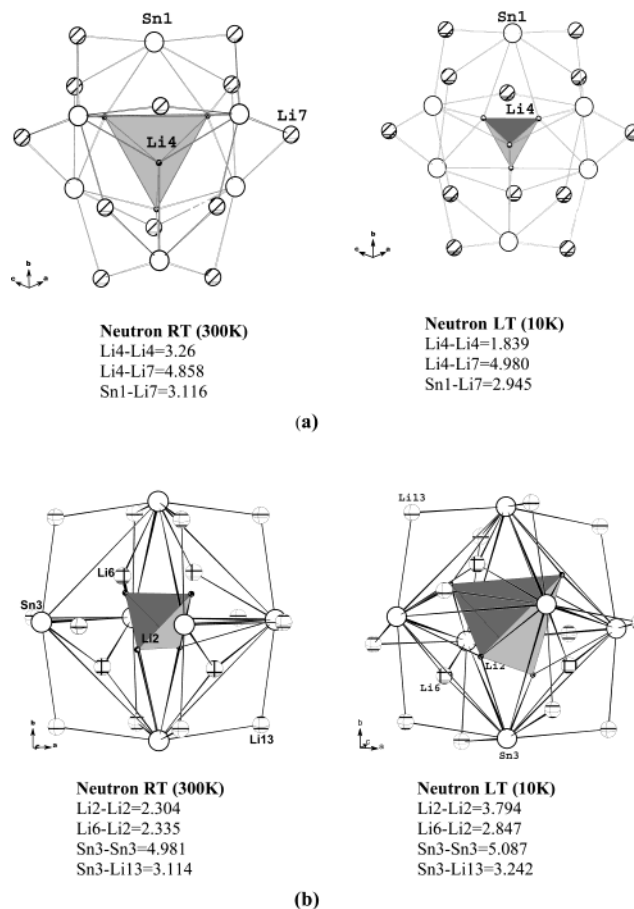 Sn1
Sn1
Li4
Li7
Li4
b
c
a
b
c
a
Neutron RT (300K)
Li4-Li4=3.26
Li4-Li7=4.858
Sn1-Li7=3.116
Neutron LT (10K)
Li4-Li4=1.839
Li4-Li7=4.980
Sn1-Li7=2.945
(a)
Li13
Li6
Sn3
Li2
Li2
Li6
Li13
Sn3
b
c
a
b
c
a
Neutron RT (300K)
Li2-Li2=2.304
Li6-Li2=2.335
Sn3-Sn3=4.981
Sn3-Li13=3.114
Neutron LT (10K)
Li2-Li2=3.794
Li6-Li2=2.847
Sn3-Sn3=5.087
Sn3-Li13=3.242
(b)